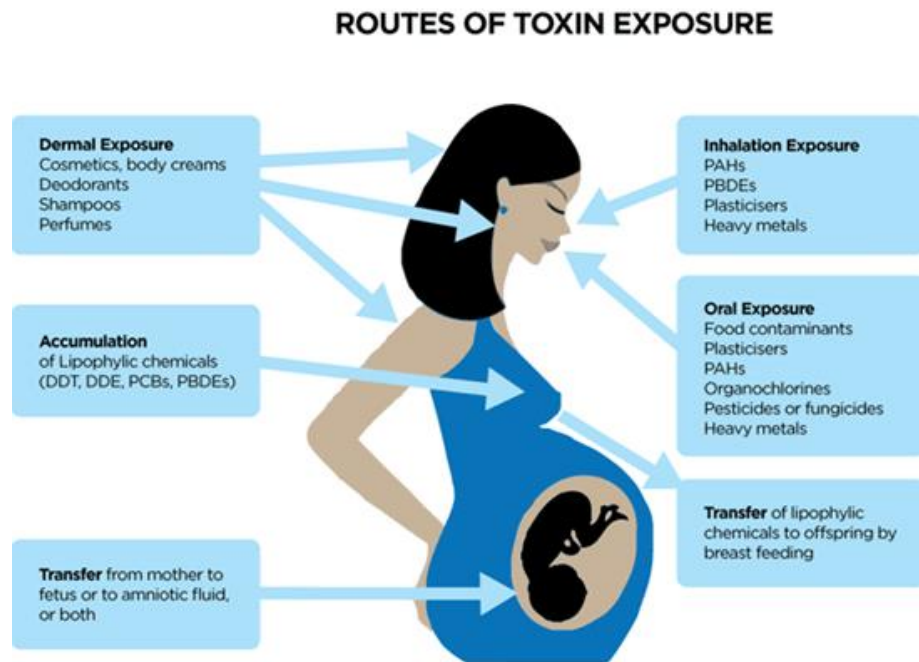 ROUTES OF TOXIN EXPOSURE
Dermal Exposure
Cosmetics, body creams
Deodorants
Shampoos
Perfumes
Accumulation
of Lipophylic chemicals
(DDT, DDE, PCBs, PBDEs)
Transfer from mother to
fetus or to amniotic fluid,
or both
Inhalation Exposure
PAHs
PBDEs
Plasticisers
Heavy metals
Oral Exposure
Food contaminants
Plasticisers
PAHs
Organochlorines
Pesticides or fungicides
Heavy metals
Transfer of lipophylic
chemicals to offspring by
breast feeding